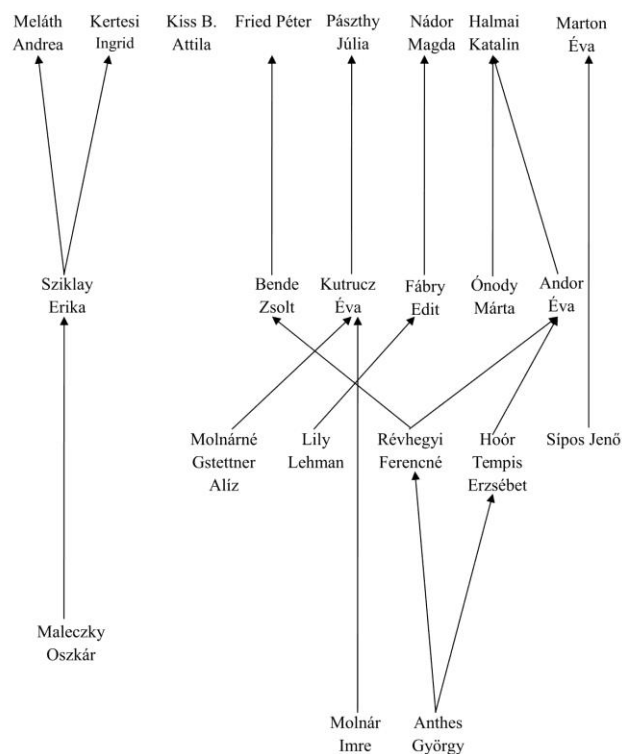 Meláth
Andrea
Kertesi
Ingrid
Kiss B.
Attila
Fried Péter
Pászthy
Júlia
Nádor
Magda
Halmai
Katalin
Marton
Éva
Sziklay
Erika
Bende
Zsolt
Kutrucz
Éva
Fábry
Edit
Ónody
Márta
Andor
Éva
Molnárné
Gstettner
Alíz
Lily
Lehman
Révhegyi
Ferencné
Hoór
Tempis
Erzsébet
Sípos Jenő
Maleczky
Oszkár
Molnár
Imre
Anthes
György